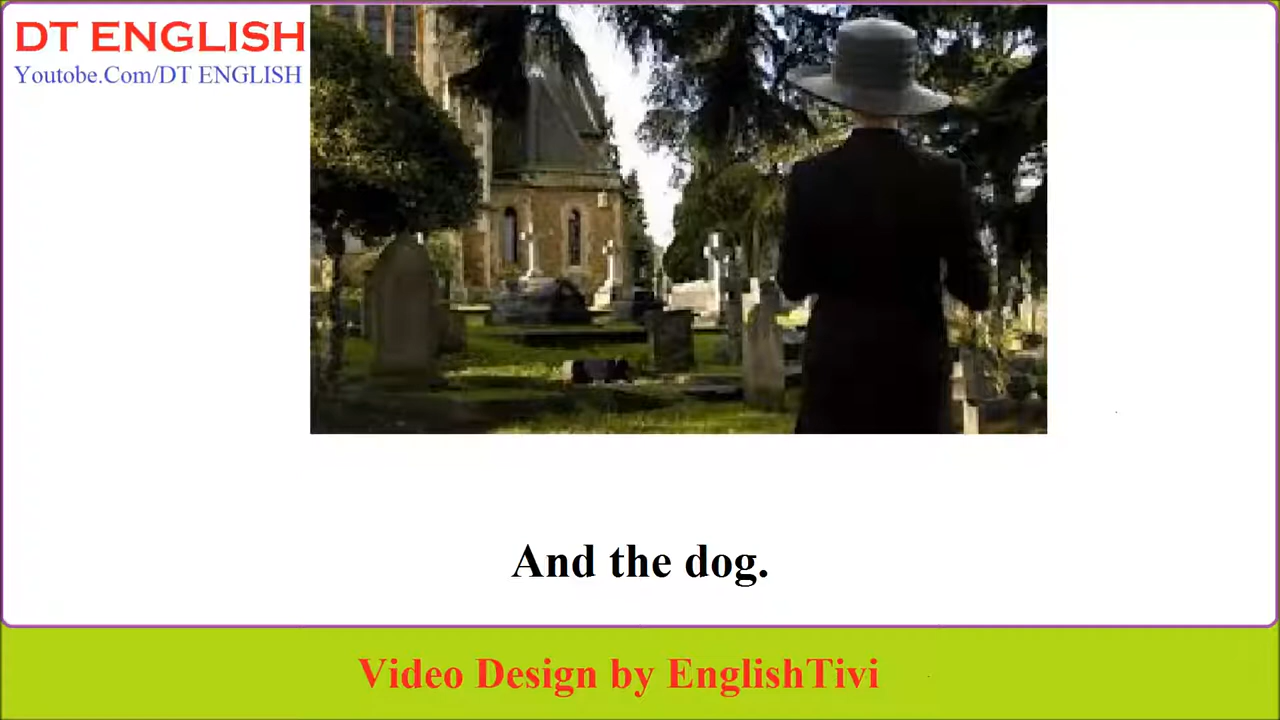 DT ENGLISH
Youtobe.Com/DT ENGLISH
And the dog.
Video Design by EnglishTivi